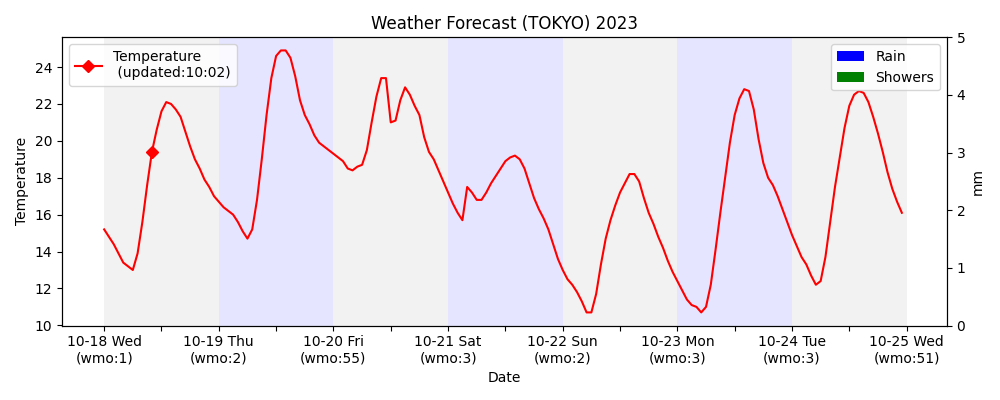 Weather Forecast (TOKYO) 2023
Temperature
(updated:10:02)
Rain
Showers
24
22
20
18
16
14
12
10
Temperature
5
4
3
2
1
0
mm
10-18 Wed
(wmo:1)
10-19 Thu
(wmo:2)
10-20 Fri
(wmo:55)
10-21 Sat
(wmo:3)
10-22 Sun
(wmo:2)
10-23 Mon
(wmo:3)
10-24 Tue
(wmo:3)
10-25 Wed
(wmo:51)
Date